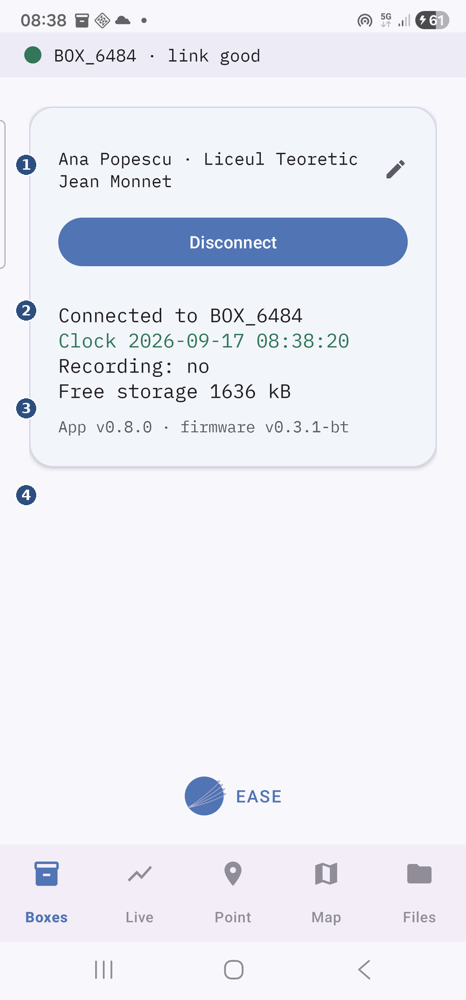 08:38
5G
61
BOX_6484 · link good
1
Ana Popescu · Liceul Teoretic
Jean Monnet
Disconnect
2
Connected to BOX_6484
Clock 2026-09-17 08:38:20
Recording: no
Free storage 1636 kB
3
App v0.8.0 · firmware v0.3.1-bt
4
EASE
Boxes
Live
Point
Map
Files